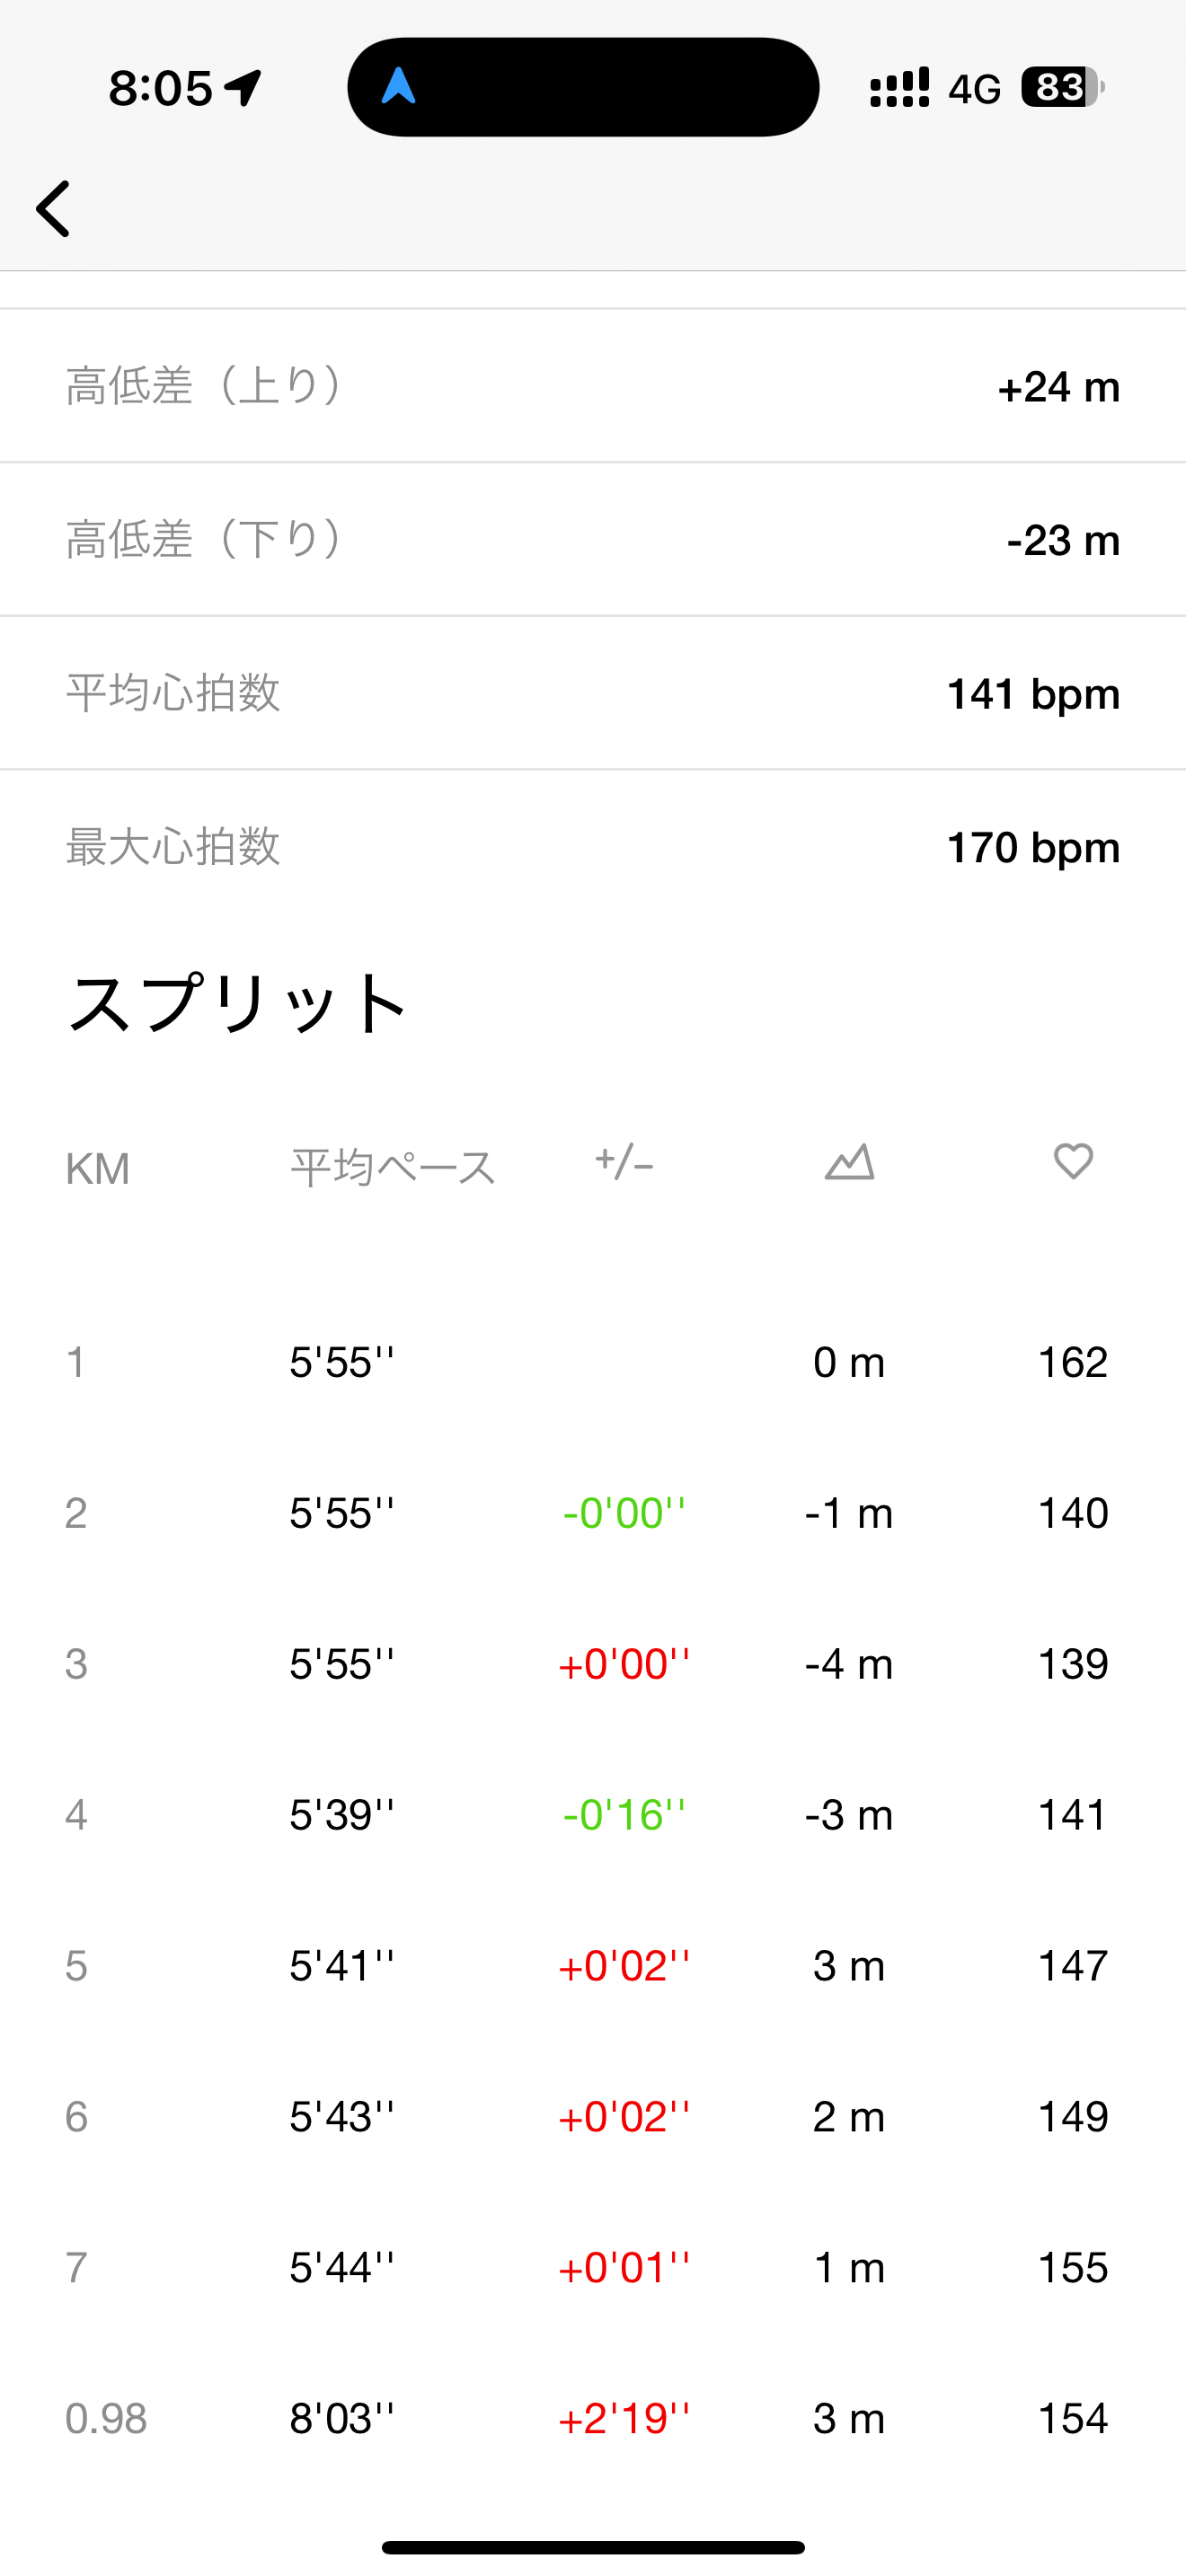 8:05 4G 83
高低差（上り） +24 m
高低差（下り） -23 m
平均心拍数 141 bpm
最大心拍数 170 bpm
スプリット
KM 平均ペース +/-
1 5'55'' 0 m 162
2 5'55'' -0'00'' -1 m 140
3 5'55'' +0'00'' -4 m 139
4 5'39'' -0'16'' -3 m 141
5 5'41'' +0'02'' 3 m 147
6 5'43'' +0'02'' 2 m 149
7 5'44'' +0'01'' 1 m 155
0.98 8'03'' +2'19'' 3 m 154